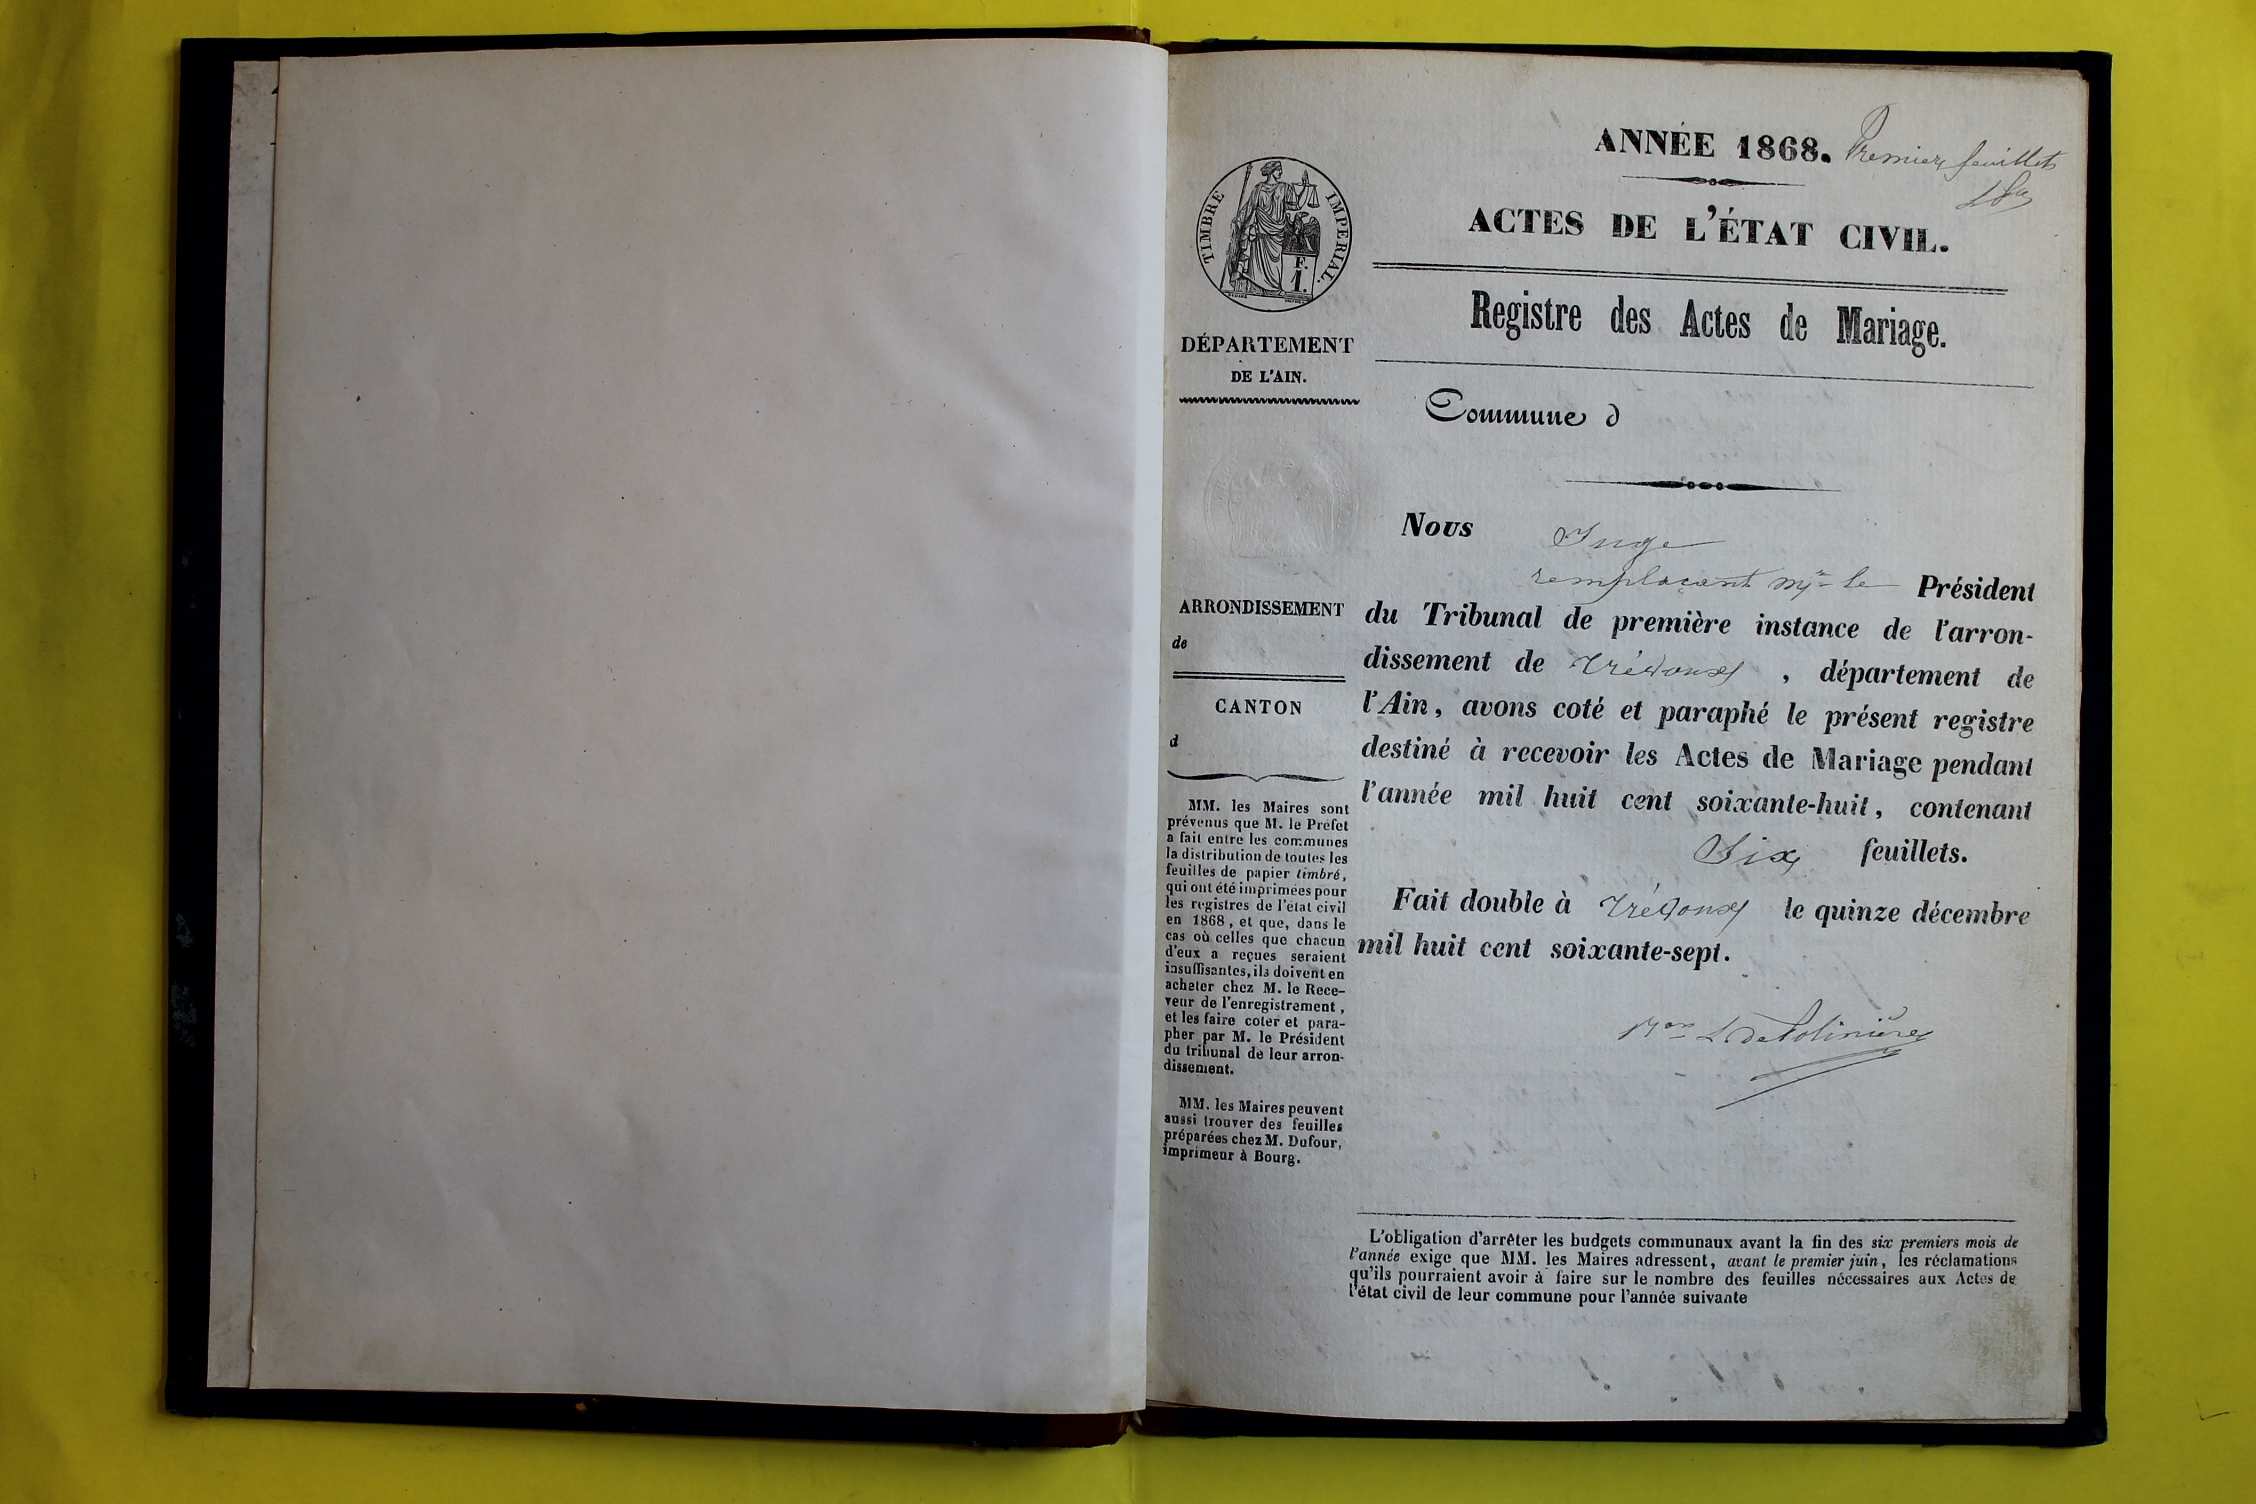 ANNÉE 1868. Premier feuillet
ACTES DE L'ÉTAT CIVIL.
Registre des Actes de Mariage.
TIMBRE IMPÉRIAL.
F.
1.
DÉPARTEMENT
DE L'AIN.
Commune d
ARRONDISSEMENT
de
CANTON
d
MM. les Maires sont
prévenus que M. le Préfet
a fait entre les communes
la distribution de toutes les
feuilles de papier timbré,
qui ont été imprimées pour
les registres de l'état civil
en 1868, et que, dans le
cas où celles que chacun
d'eux a reçues seraient
insuffisantes, ils doivent en
acheter chez M. le Rece-
veur de l'enregistrement,
et les faire coter et para-
pher par M. le Président
du tribunal de leur arron-
dissement.
MM. les Maires peuvent
aussi trouver des feuilles
préparées chez M. Dufour,
imprimeur à Bourg.
Nous Juge
remplaçant Mr le Président
du Tribunal de première instance de l'arron-
dissement de Trévoux, département de
l'Ain, avons coté et paraphé le présent registre
destiné à recevoir les Actes de Mariage pendant
l'année mil huit cent soixante-huit, contenant
Six feuillets.
Fait double à Trévoux le quinze décembre
mil huit cent soixante-sept.
L'obligation d'arrêter les budgets communaux avant la fin des six premiers mois de
l'année exige que MM. les Maires adressent, avant le premier juin, les réclamations
qu'ils pourraient avoir à faire sur le nombre des feuilles nécessaires aux Actes de
l'état civil de leur commune pour l'année suivante